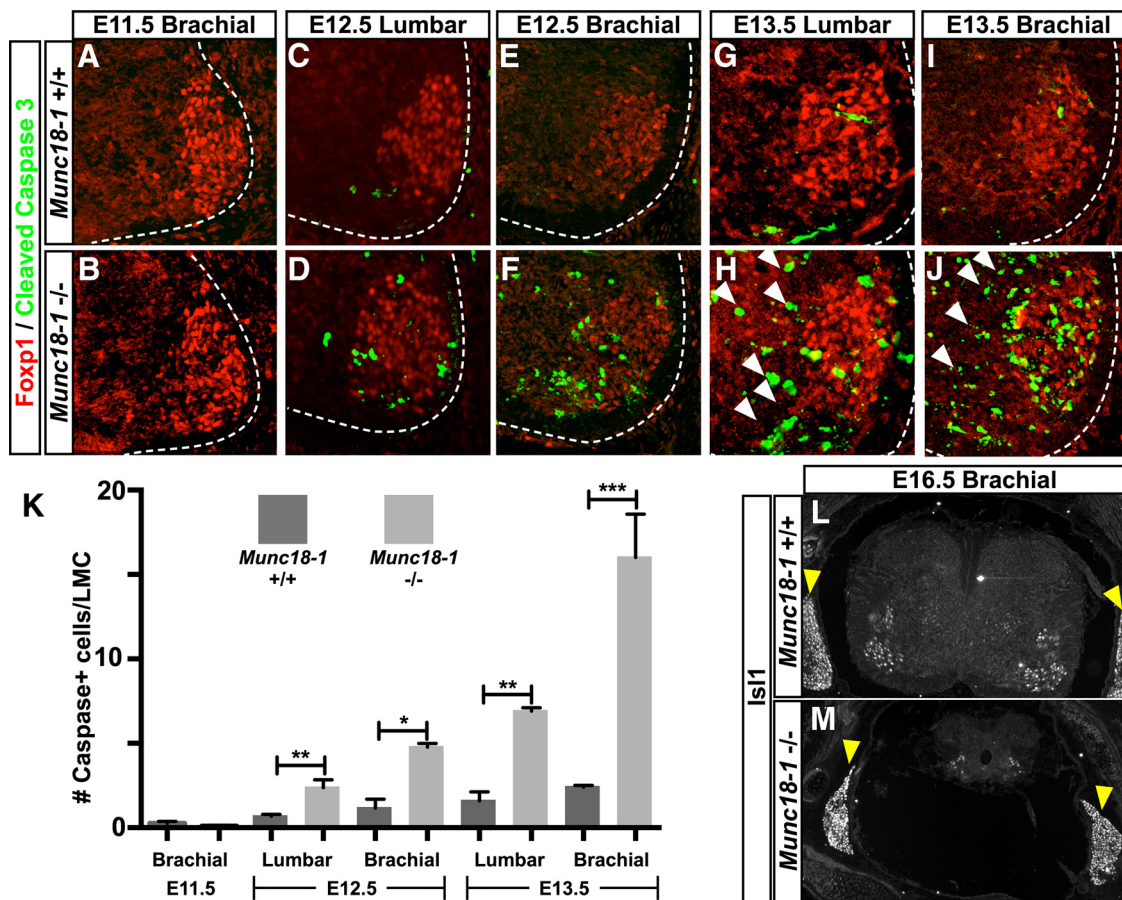 E11.5 Brachial
E12.5 Lumbar
E12.5 Brachial
E13.5 Lumbar
E13.5 Brachial
Foxp1 / Cleaved Caspase 3
Munc18-1 +/+
A
C
E
G
I
Munc18-1 -/-
B
D
F
H
J
K
# Caspase+ cells/LMC
20
15
10
5
0
Munc18-1
+/+
Munc18-1
-/-
**
*
**
***
Brachial
Lumbar
Brachial
Lumbar
Brachial
E11.5
E12.5
E13.5
E16.5 Brachial
Isl1
Munc18-1 +/+
L
Munc18-1 -/-
M